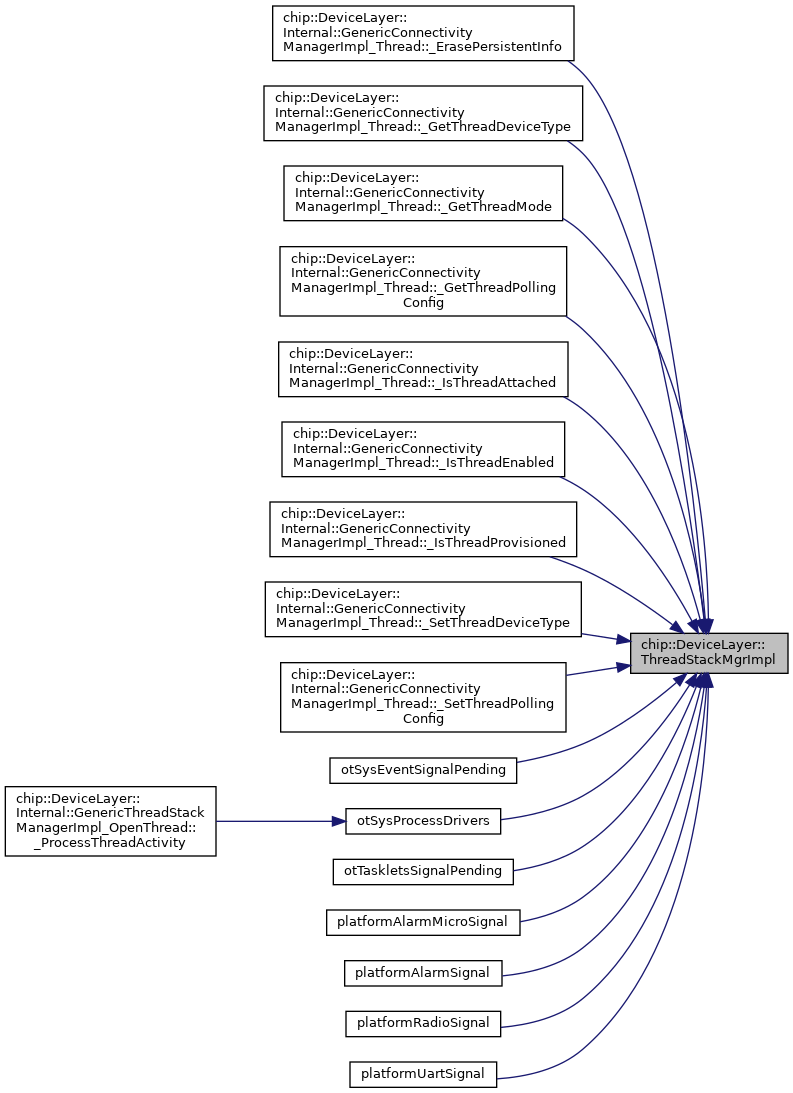 chip::DeviceLayer::
Internal::GenericConnectivity
ManagerImpl_Thread::_ErasePersistentInfo
chip::DeviceLayer::
Internal::GenericConnectivity
ManagerImpl_Thread::_GetThreadDeviceType
chip::DeviceLayer::
Internal::GenericConnectivity
ManagerImpl_Thread::_GetThreadMode
chip::DeviceLayer::
Internal::GenericConnectivity
ManagerImpl_Thread::_GetThreadPolling
Config
chip::DeviceLayer::
Internal::GenericConnectivity
ManagerImpl_Thread::_IsThreadAttached
chip::DeviceLayer::
Internal::GenericConnectivity
ManagerImpl_Thread::_IsThreadEnabled
chip::DeviceLayer::
Internal::GenericConnectivity
ManagerImpl_Thread::_IsThreadProvisioned
chip::DeviceLayer::
Internal::GenericConnectivity
ManagerImpl_Thread::_SetThreadDeviceType
chip::DeviceLayer::
ThreadStackMgrImpl
chip::DeviceLayer::
Internal::GenericConnectivity
ManagerImpl_Thread::_SetThreadPolling
Config
otSysEventSignalPending
chip::DeviceLayer::
Internal::GenericThreadStack
ManagerImpl_OpenThread::
_ProcessThreadActivity
otSysProcessDrivers
otTaskletsSignalPending
platformAlarmMicroSignal
platformAlarmSignal
platformRadioSignal
platformUartSignal